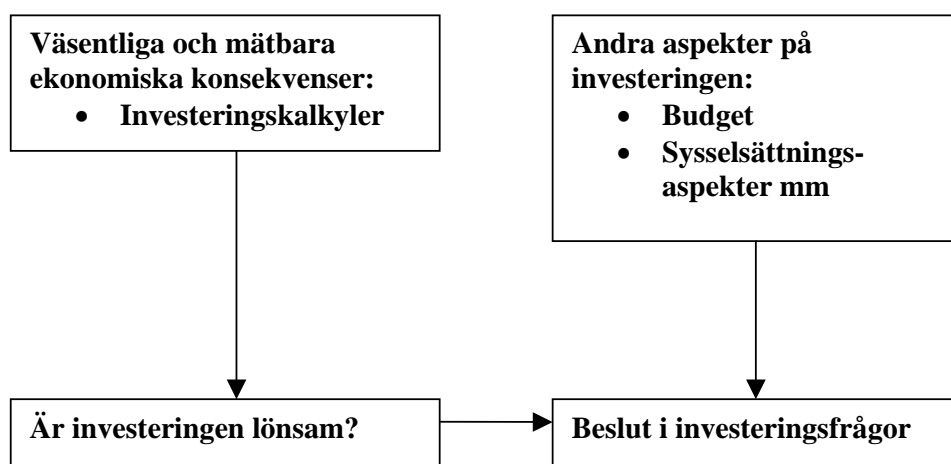 Väsentliga och mätbara
ekonomiska konsekvenser:
• Investeringskalkyler
Andra aspekter på
investeringen:
• Budget
• Sysselsättnings-
aspekter mm
Är investeringen lönsam?
Beslut i investeringsfrågor